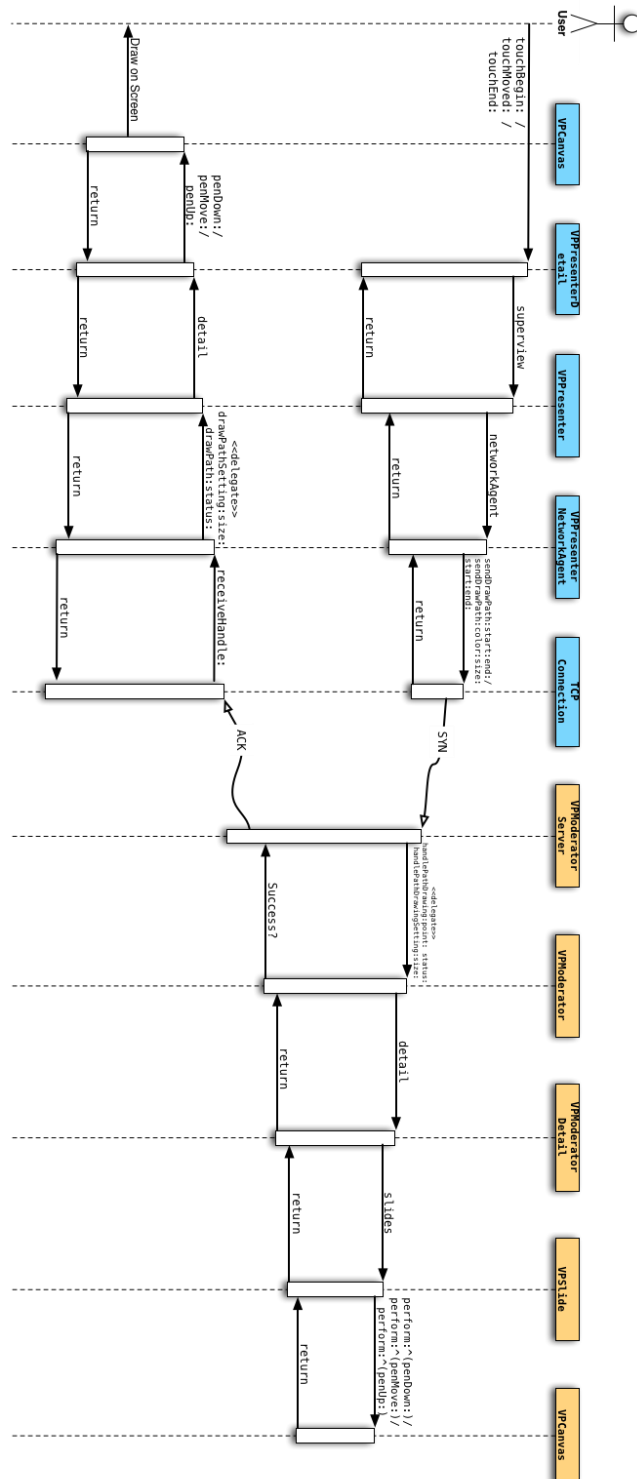 User
VPCanvas
VPPresenterD
etail
VPPresenter
VPPresenter
NetworkAgent
TCP
Connection
VPModerator
Server
VPModerator
VPModerator
Detail
VPSlide
VPCanvas
touchBegin: /
touchMoved: /
touchEnd:
superview
networkAgent
sendDrawPath:start:end:/
sendDrawPath:color:size:
start:end:
return
return
return
SYN
<<delegate>>
handlePathDrawing:point: status:
handlePathDrawingSetting:size:
detail
slides
perform:^(penDown:)/
perform:^(penMove:)/
perform:^(penUp:)
return
return
return
Success?
ACK
receiveHandle:
<<delegate>>
drawPathSetting:size:
drawPath:status:
detail
penDown:/
penMove:/
penUp:
return
return
return
return
Draw on Screen